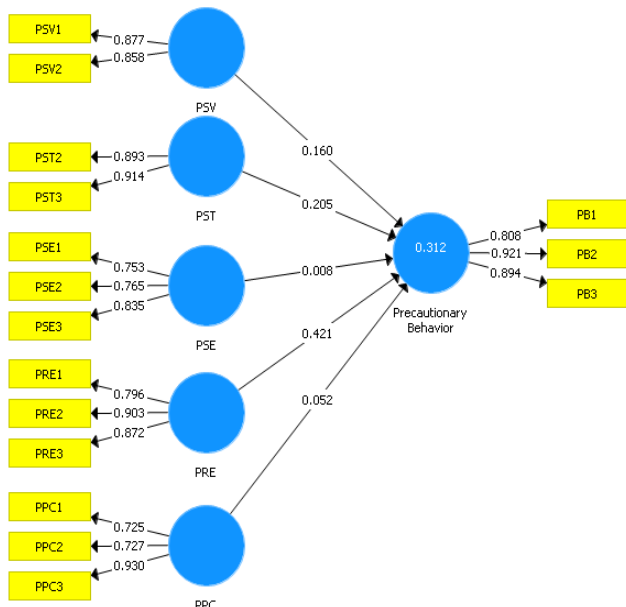 PSV1
0.877
0.858
PSV2
PSV
0.160
PST2
0.893
0.914
PST3
PST
0.205
PSE1
0.753
PSE2
0.765
0.835
PSE3
PSE
0.008
0.312
Precautionary
Behavior
0.808
PB1
0.921
PB2
0.894
PB3
PRE1
0.796
PRE2
0.903
0.872
PRE3
PRE
0.421
PPC1
0.725
PPC2
0.727
0.930
PPC3
PPC
0.052